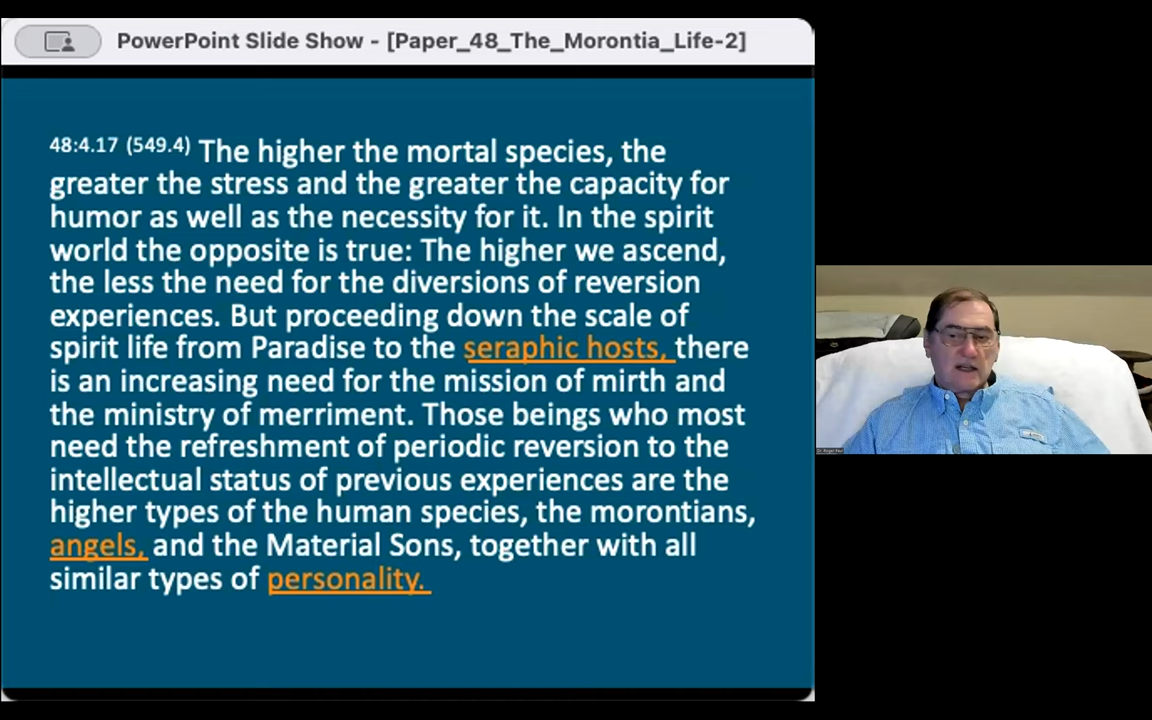 PowerPoint Slide Show - [Paper_48_The_Morontia_Life-2]
48:4.17 (549.4) The higher the mortal species, the
greater the stress and the greater the capacity for
humor as well as the necessity for it. In the spirit
world the opposite is true: The higher we ascend,
the less the need for the diversions of reversion
experiences. But proceeding down the scale of
spirit life from Paradise to the seraphic hosts, there
is an increasing need for the mission of mirth and
the ministry of merriment. Those beings who most
need the refreshment of periodic reversion to the
intellectual status of previous experiences are the
higher types of the human species, the morontians,
angels, and the Material Sons, together with all
similar types of personality.